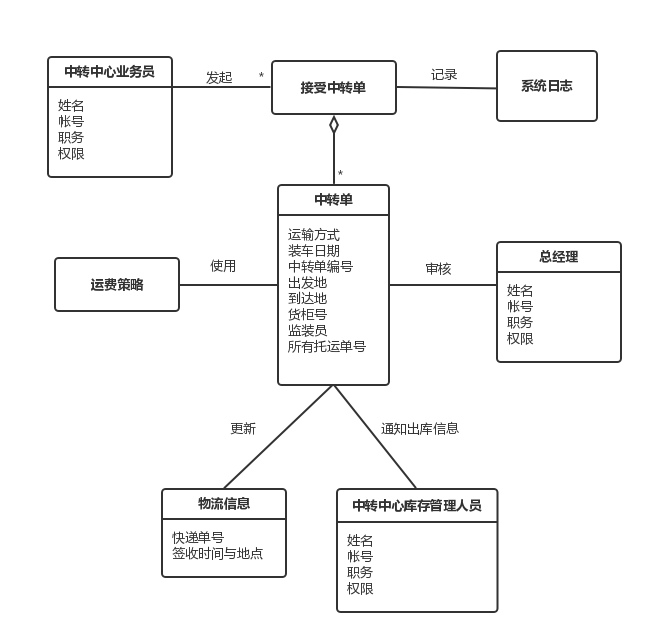 中转中心业务员
姓名
帐号
职务
权限
发起
*
接受中转单
记录
系统日志
*
中转单
运输方式
装车日期
中转单编号
出发地
到达地
货柜号
监装员
所有托运单号
运费策略
使用
审核
总经理
姓名
帐号
职务
权限
更新
通知出库信息
物流信息
快递单号
签收时间与地点
中转中心库存管理人员
姓名
帐号
职务
权限